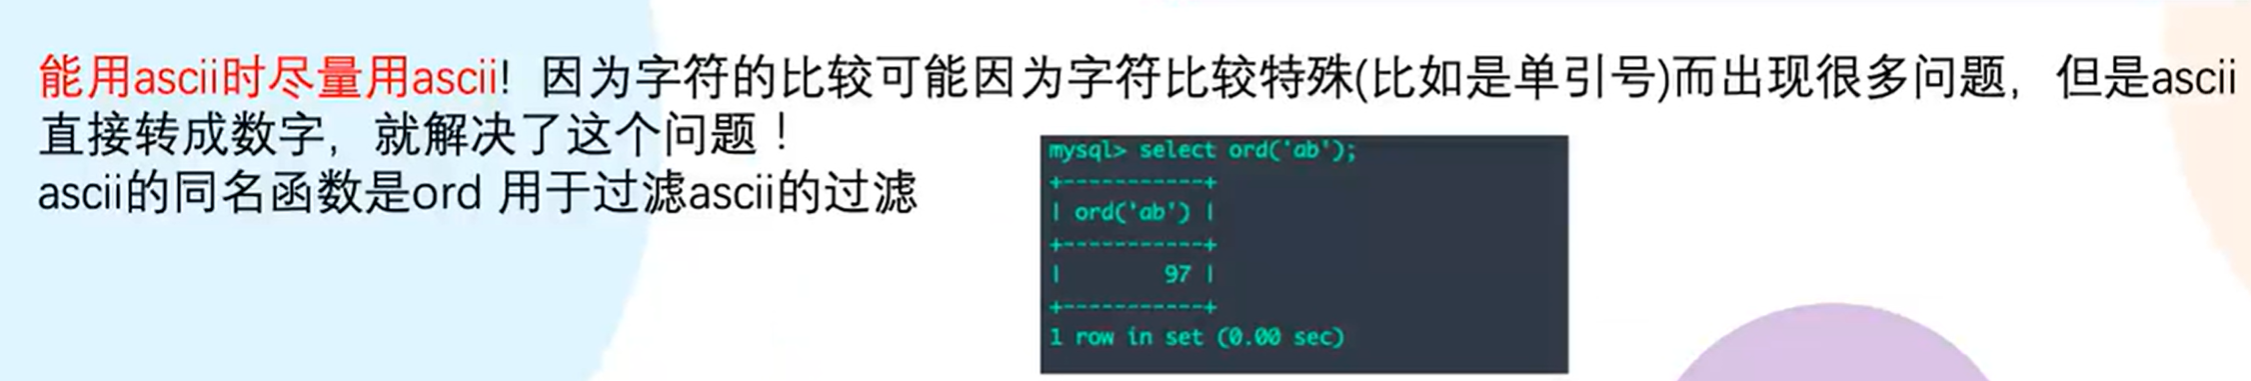 能用ascii时尽量用ascii! 因为字符的比较可能因为字符比较特殊(比如是单引号)而出现很多问题，但是ascii
直接转成数字，就解决了这个问题！
ascii的同名函数是ord 用于过滤ascii的过滤
mysql> select ord('ab');
+-----------+
| ord('ab') |
+-----------+
|        97 |
+-----------+
1 row in set (0.00 sec)